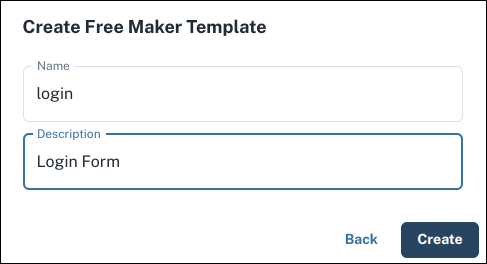 Create Free Maker Template
Name
login
Description
Login Form
Back
Create